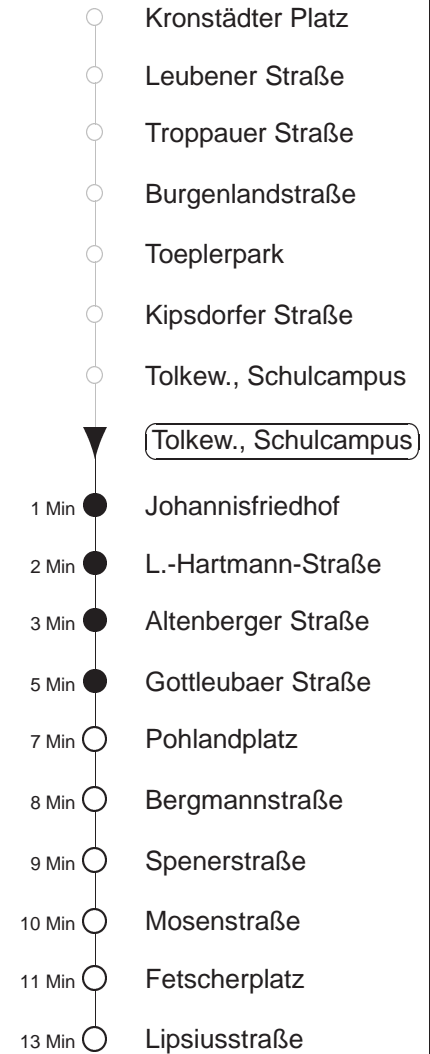 Kronstädter Platz
Leubener Straße
Troppauer Straße
Burgenlandstraße
Toeplerpark
Kipsdorfer Straße
Tolkew., Schulcampus
Tolkew., Schulcampus
1 Min Johannisfriedhof
2 Min L.-Hartmann-Straße
3 Min Altenberger Straße
5 Min Gottleubaer Straße
7 Min Pohlandplatz
8 Min Bergmannstraße
9 Min Spenerstraße
10 Min Mosenstraße
11 Min Fetscherplatz
13 Min Lipsiusstraße